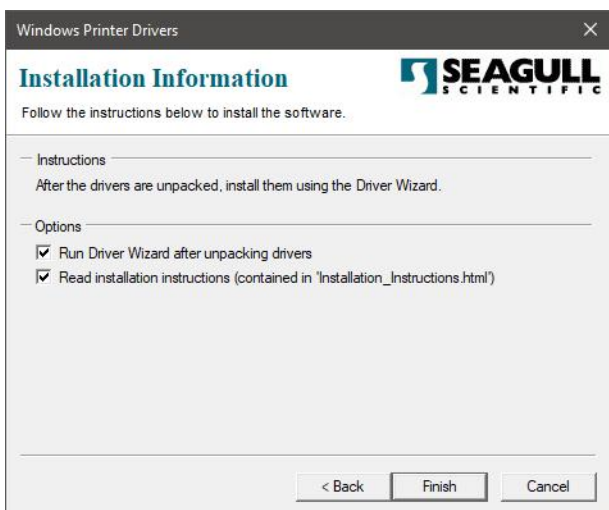 Windows Printer Drivers
Installation Information
SEAGULL
SCIENTIFIC
Follow the instructions below to install the software.
Instructions
After the drivers are unpacked, install them using the Driver Wizard.
Options
Run Driver Wizard after unpacking drivers
Read installation instructions (contained in 'Installation_Instructions.html')
< Back Finish Cancel